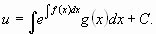 u = ∫e^{∫f(x)dx} g(x)dx + C.